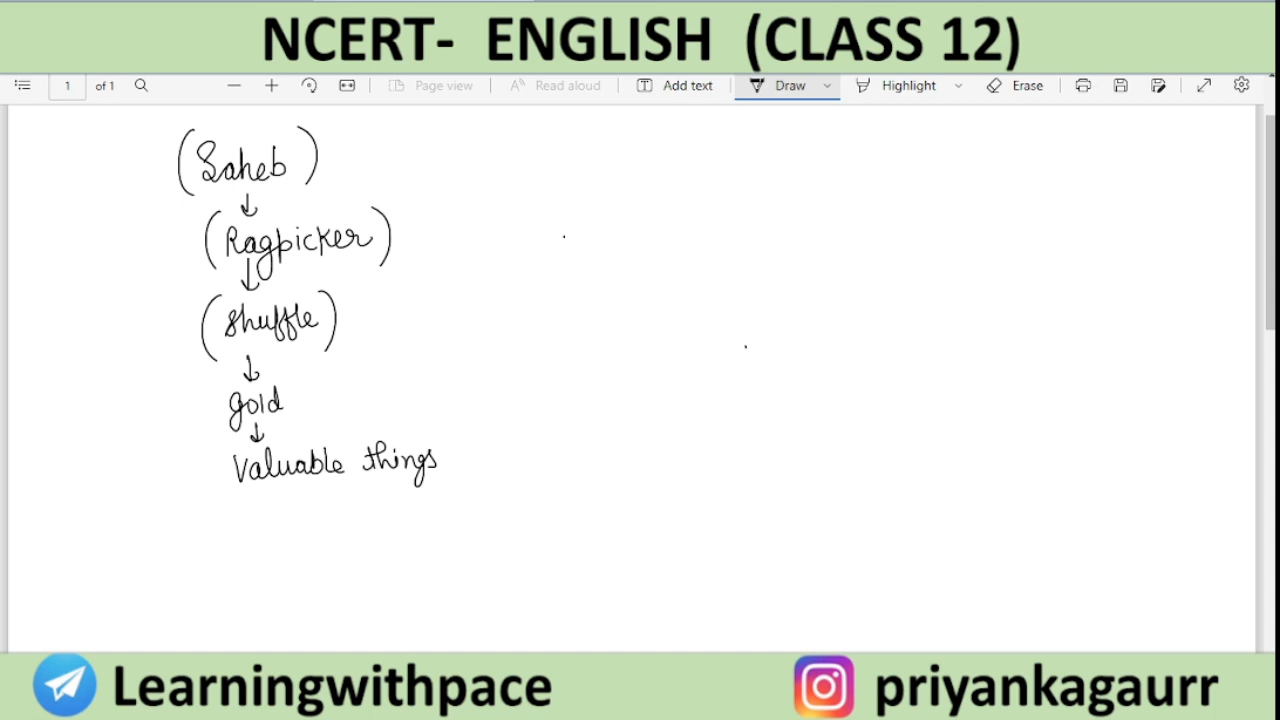 NCERT- ENGLISH (CLASS 12)
1 of 1 Page view Read aloud Add text Draw Highlight Erase
(Saheb)
↓
(Ragpicker)
↓
(Shuffle)
↓
gold
↓
Valuable things
Learningwithpace priyankagaurr